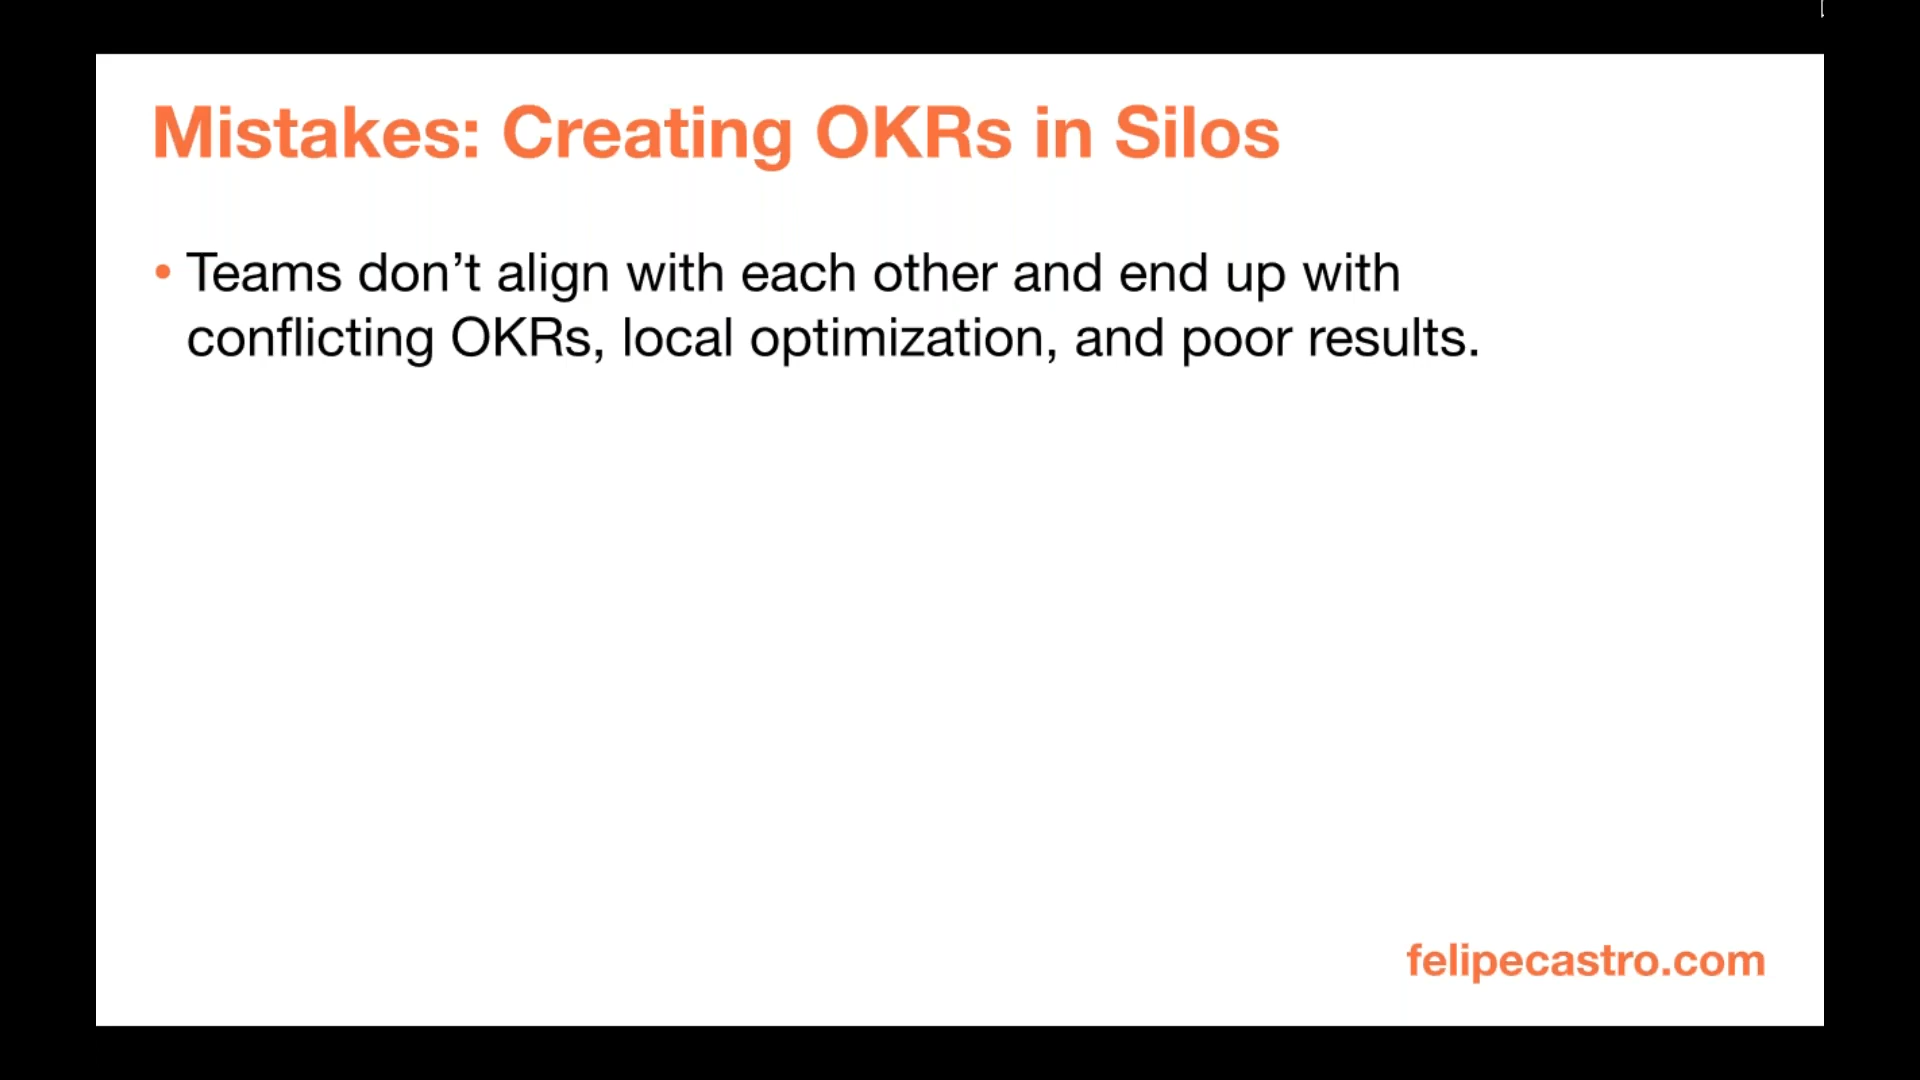 Mistakes: Creating OKRs in Silos
• Teams don’t align with each other and end up with
conflicting OKRs, local optimization, and poor results.
felipecastro.com